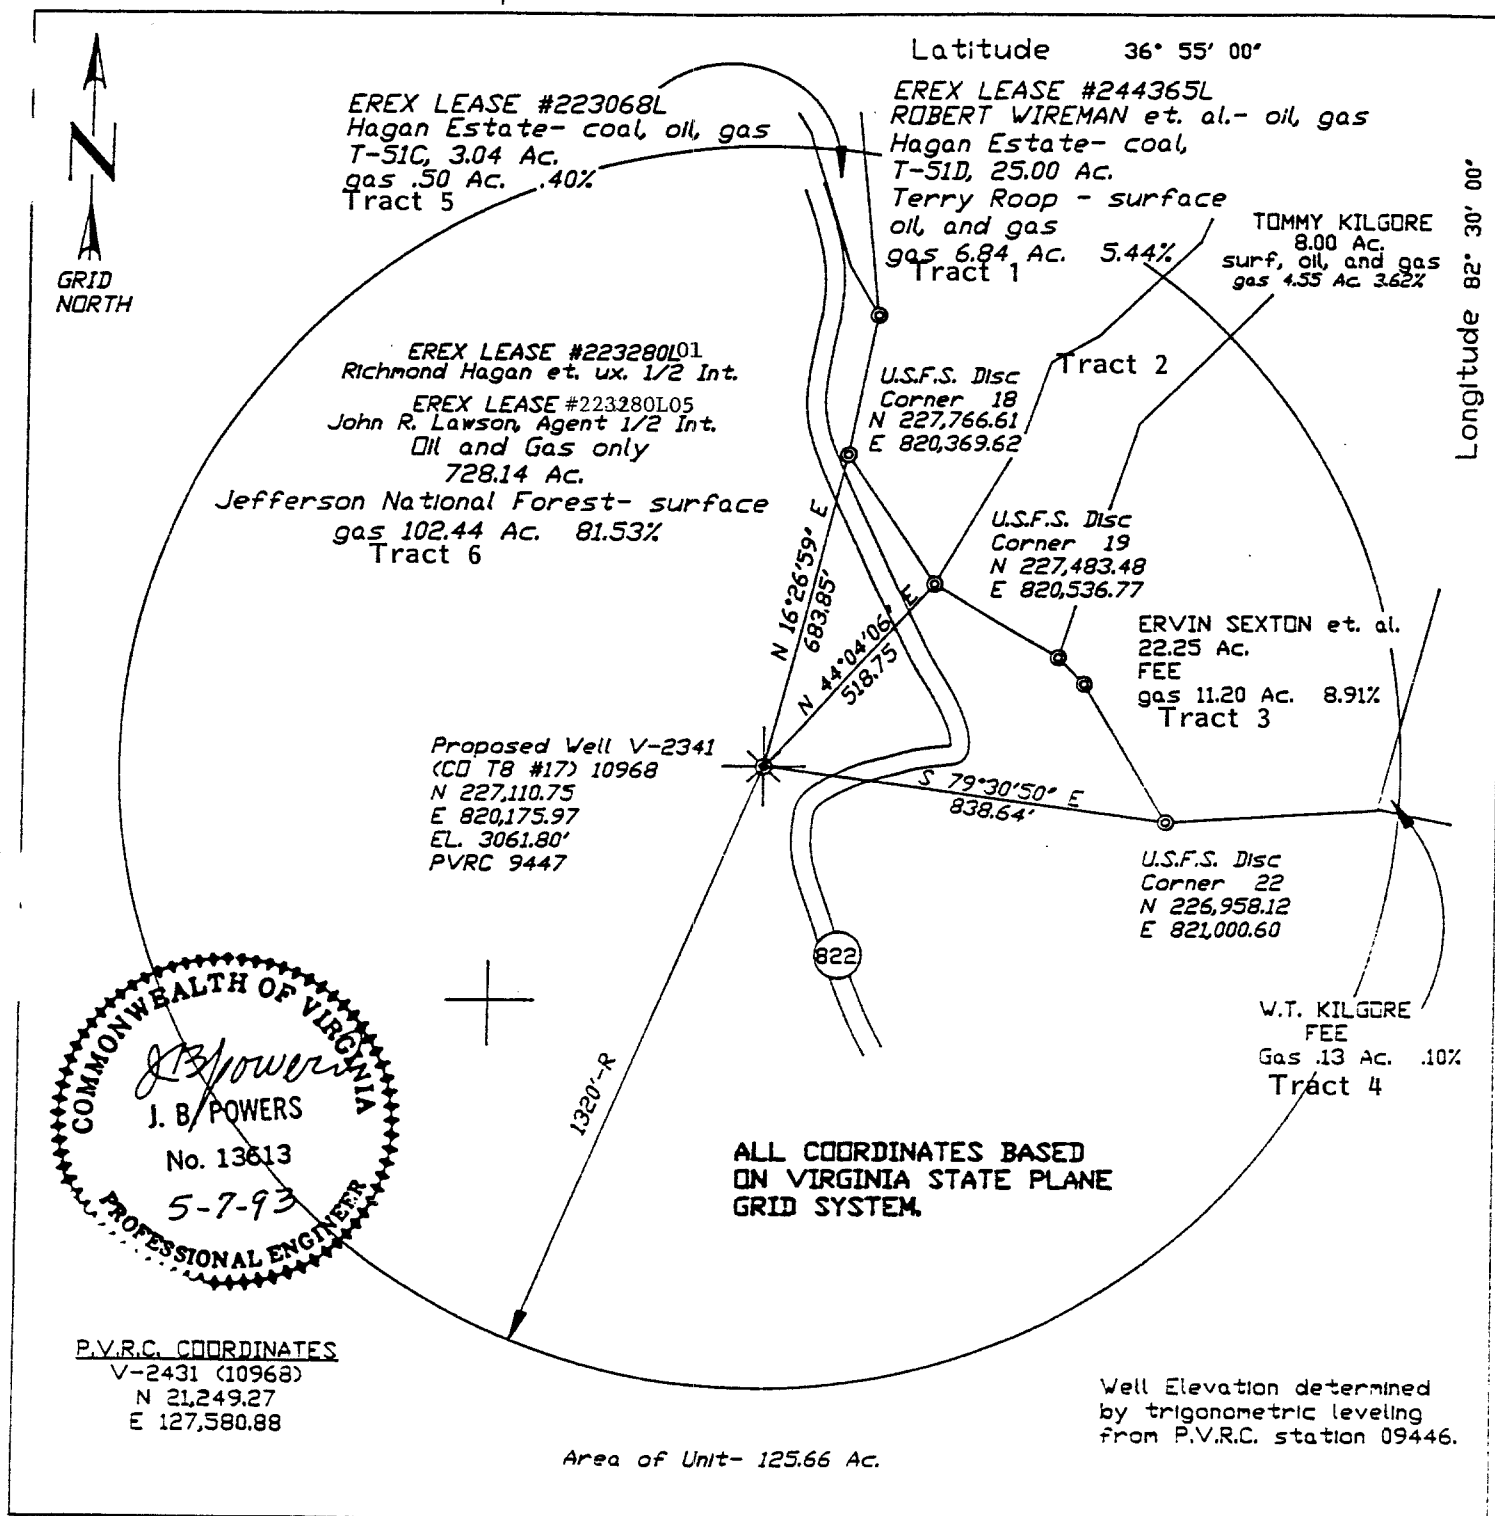 Latitude 36° 55' 00"
Longitude 82° 30' 00"
N
GRID
NORTH
EREX LEASE #223068L
Hagan Estate- coal, oil, gas
T-51C, 3.04 Ac.
gas .50 Ac. .40%
Tract 5
EREX LEASE #244365L
ROBERT WIREMAN et. al.- oil, gas
Hagan Estate- coal,
T-51D, 25.00 Ac.
Terry Roop - surface
oil, and gas
gas 6.84 Ac. 5.44%
Tract 1
TOMMY KILGORE
8.00 Ac.
surf, oil, and gas
gas 4.55 Ac. 3.62%
Tract 2
EREX LEASE #223280L01
Richmond Hagan et. ux. 1/2 Int.
EREX LEASE #223280L05
John R. Lawson, Agent 1/2 Int.
Oil and Gas only
728.14 Ac.
Jefferson National Forest- surface
gas 102.44 Ac. 81.53%
Tract 6
U.S.F.S. Disc
Corner 18
N 227,766.61
E 820,369.62
U.S.F.S. Disc
Corner 19
N 227,483.48
E 820,536.77
N 16°26'59" E
683.85'
N 44°04'06" E
518.75
ERVIN SEXTON et. al.
22.25 Ac.
FEE
gas 11.20 Ac. 8.91%
Tract 3
Proposed Well V-2341
(CO T8 #17) 10968
N 227,110.75
E 820,175.97
EL. 3061.80'
PVRC 9447
S 79°30'50" E
838.64'
U.S.F.S. Disc
Corner 22
N 226,958.12
E 821,000.60
822
W.T. KILGORE
FEE
Gas .13 Ac. .10%
Tract 4
1320'-R
COMMONWEALTH OF VIRGINIA
J B Powers
J. B. POWERS
No. 13613
5-7-93
PROFESSIONAL ENGINEER
ALL COORDINATES BASED
ON VIRGINIA STATE PLANE
GRID SYSTEM.
P.V.R.C. COORDINATES
V-2431 (10968)
N 21,249.27
E 127,580.88
Well Elevation determined
by trigonometric leveling
from P.V.R.C. station 09446.
Area of Unit- 125.66 Ac.